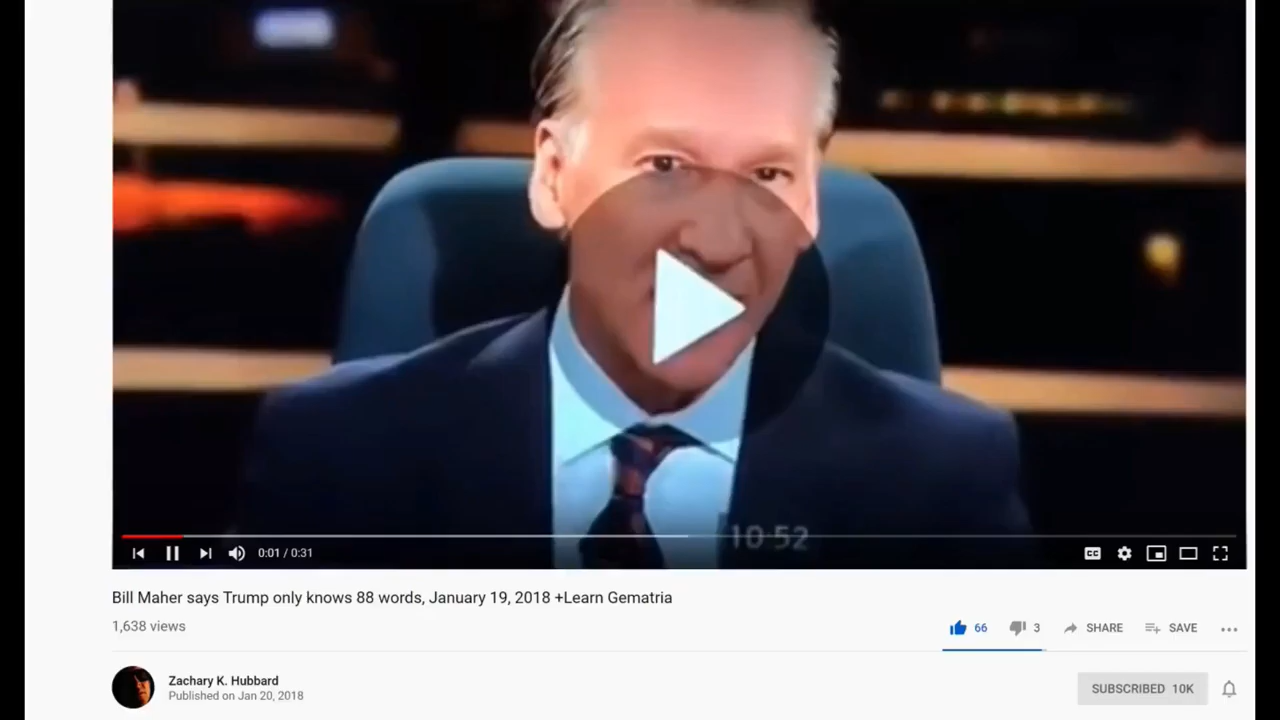 10:52
0:01 / 0:31
CC
Bill Maher says Trump only knows 88 words, January 19, 2018 +Learn Gematria
1,638 views
66
3
SHARE
SAVE
Zachary K. Hubbard
Published on Jan 20, 2018
SUBSCRIBED 10K